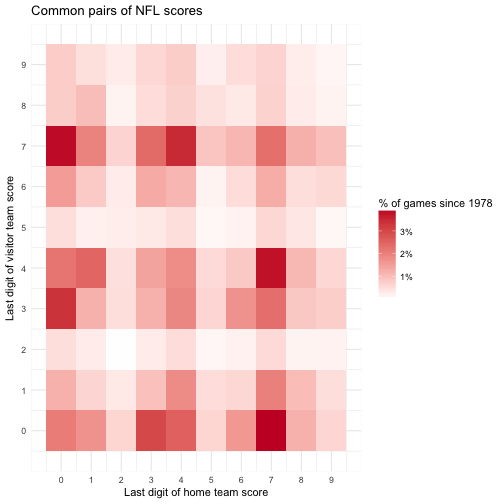 Common pairs of NFL scores
Last digit of visitor team score
9
8
7
6
5
4
3
2
1
0
0 1 2 3 4 5 6 7 8 9
Last digit of home team score
% of games since 1978
3%
2%
1%